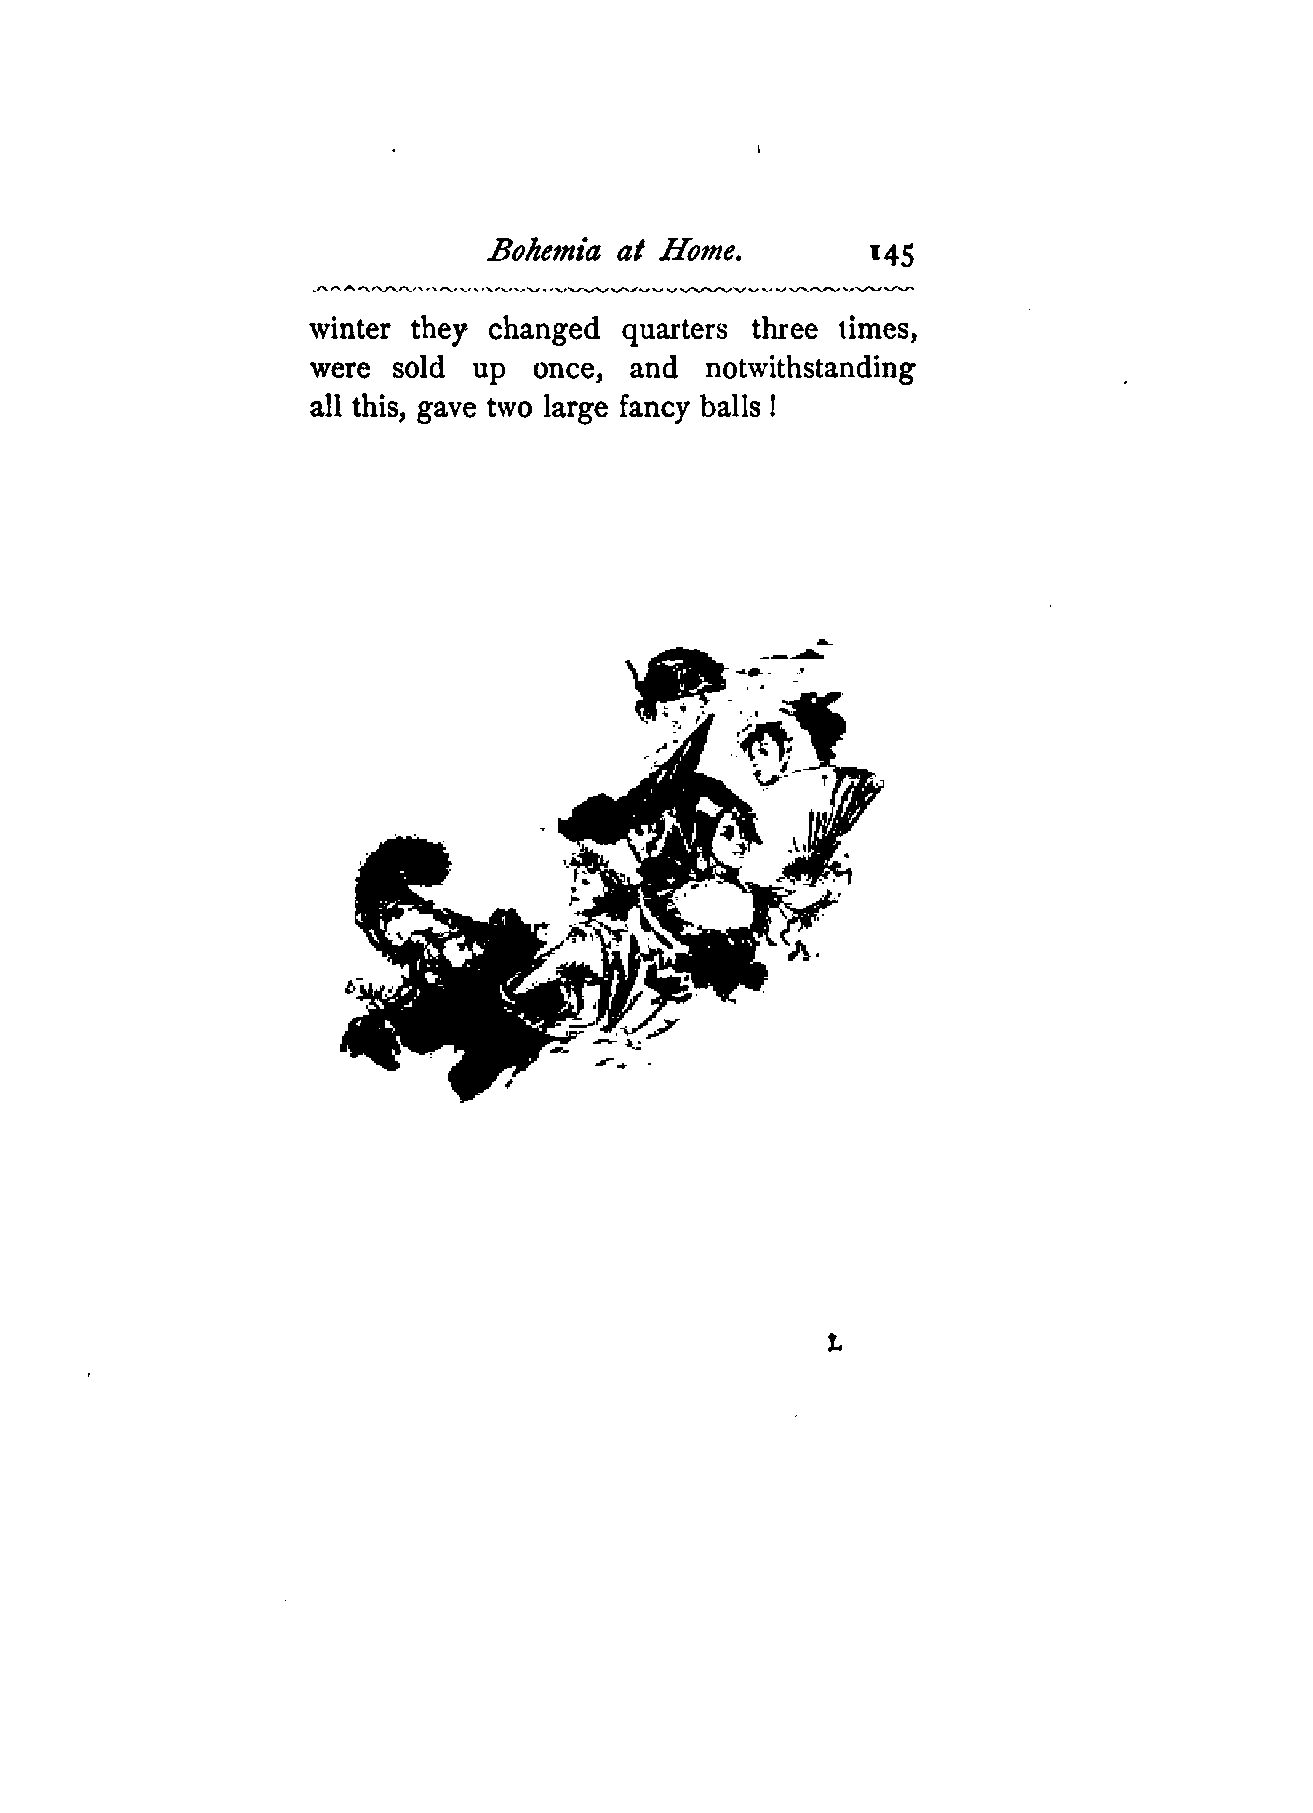 Bohemia at Home. 145
winter they changed quarters three times,
were sold up once, and notwithstanding
all this, gave two large fancy balls !
L